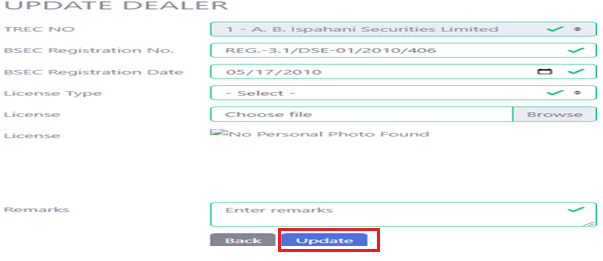 UPDATE DEALER
TREC NO 1 - A. B. Ispahani Securities Limited
BSEC Registration No. REG.-3.1/DSE-01/2010/406
BSEC Registration Date 05/17/2010
License Type - Select -
License Choose file Browse
License No Personal Photo Found
Remarks Enter remarks
Back Update